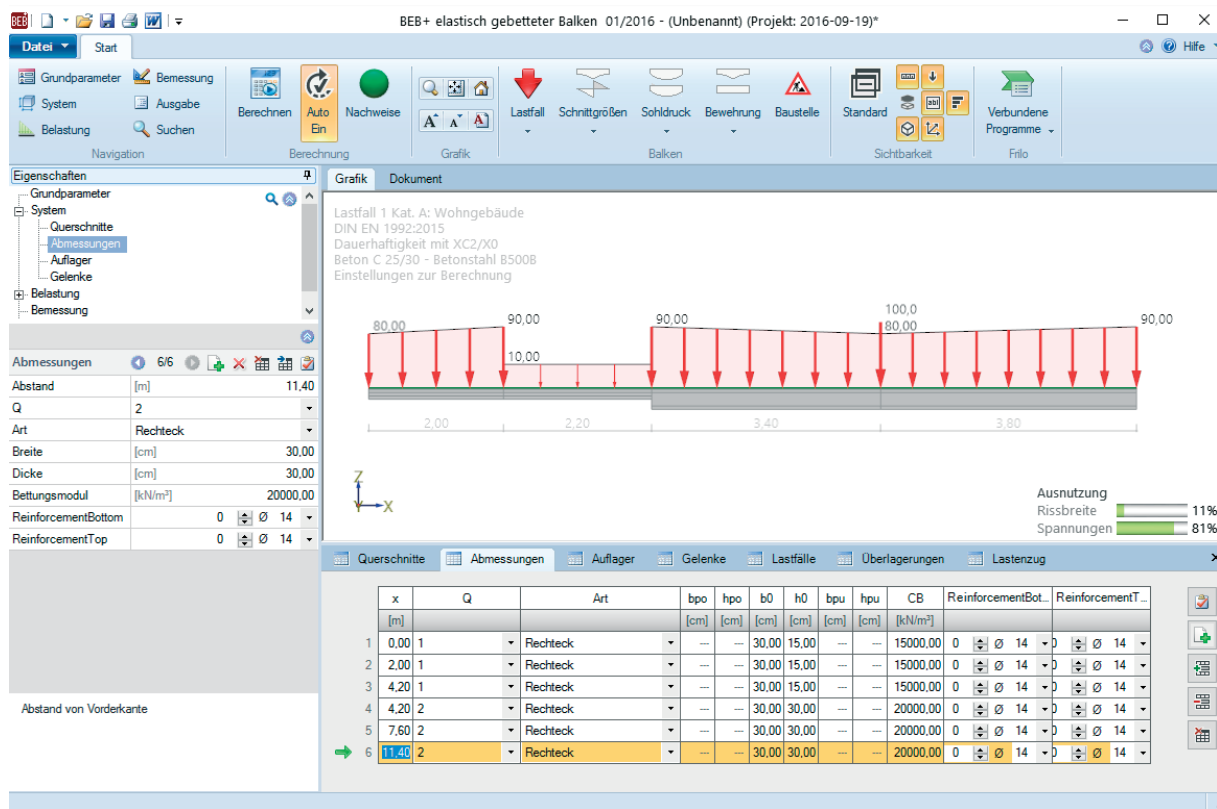 BEB BEB+ elastisch gebetteter Balken 01/2016 - (Unbenannt) (Projekt: 2016-09-19)*
Datei Start Hilfe
Grundparameter Bemessung
System Ausgabe
Belastung Suchen
Navigation
Berechnen Auto Ein Nachweise
Berechnung
Grafik
Lastfall Schnittgrößen Sohldruck Bewehrung Baustelle
Balken
Standard
Sichtbarkeit
Verbundene Programme
Frilo
Eigenschaften
Grundparameter
System
Querschnitte
Abmessungen
Auflager
Gelenke
Belastung
Bemessung
Abmessungen 6/6
Abstand [m] 11,40
Q 2
Art Rechteck
Breite [cm] 30,00
Dicke [cm] 30,00
Bettungsmodul [kN/m³] 20000,00
ReinforcementBottom 0 Ø 14
ReinforcementTop 0 Ø 14
Abstand von Vorderkante
Grafik Dokument
Lastfall 1 Kat. A: Wohngebäude
DIN EN 1992:2015
Dauerhaftigkeit mit XC2/X0
Beton C 25/30 - Betonstahl B500B
Einstellungen zur Berechnung
100,0
80,00 90,00 90,00 80,00 90,00
10,00
2,00 2,20 3,40 3,80
Z
Y X
Ausnutzung
Rissbreite 11%
Spannungen 81%
Querschnitte Abmessungen Auflager Gelenke Lastfälle Überlagerungen Lastenzug
x Q Art bpo hpo b0 h0 bpu hpu CB ReinforcementBot... ReinforcementT...
[m] [cm] [cm] [cm] [cm] [cm] [cm] [kN/m³]
1 0,00 1 Rechteck --- --- 30,00 15,00 --- --- 15000,00 0 Ø 14 0 Ø 14
2 2,00 1 Rechteck --- --- 30,00 15,00 --- --- 15000,00 0 Ø 14 0 Ø 14
3 4,20 1 Rechteck --- --- 30,00 15,00 --- --- 15000,00 0 Ø 14 0 Ø 14
4 4,20 2 Rechteck --- --- 30,00 30,00 --- --- 20000,00 0 Ø 14 0 Ø 14
5 7,60 2 Rechteck --- --- 30,00 30,00 --- --- 20000,00 0 Ø 14 0 Ø 14
6 11,40 2 Rechteck --- --- 30,00 30,00 --- --- 20000,00 0 Ø 14 0 Ø 14